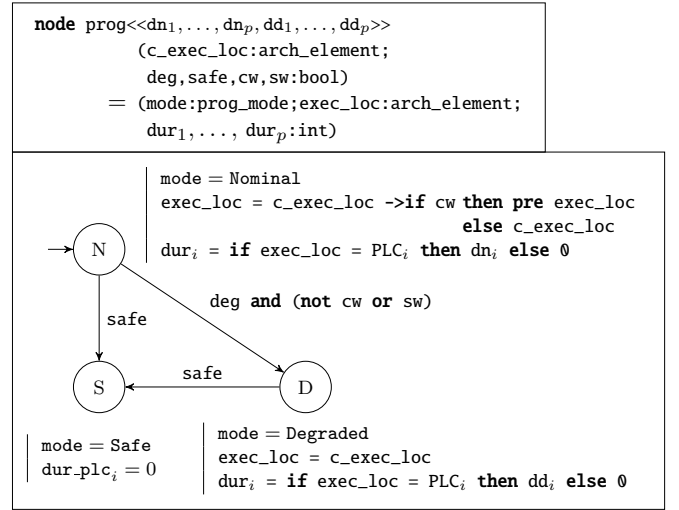 node prog<<dn₁,...,dnₚ,dd₁,...,ddₚ>>
(c_exec_loc:arch_element;
deg,safe,cw,sw:bool)
= (mode:prog_mode;exec_loc:arch_element;
dur₁,..., durₚ:int)
mode = Nominal
exec_loc = c_exec_loc ->if cw then pre exec_loc
else c_exec_loc
durᵢ = if exec_loc = PLCᵢ then dnᵢ else 0
N
deg and (not cw or sw)
safe
safe
S
D
mode = Safe
dur_plcᵢ = 0
mode = Degraded
exec_loc = c_exec_loc
durᵢ = if exec_loc = PLCᵢ then ddᵢ else 0